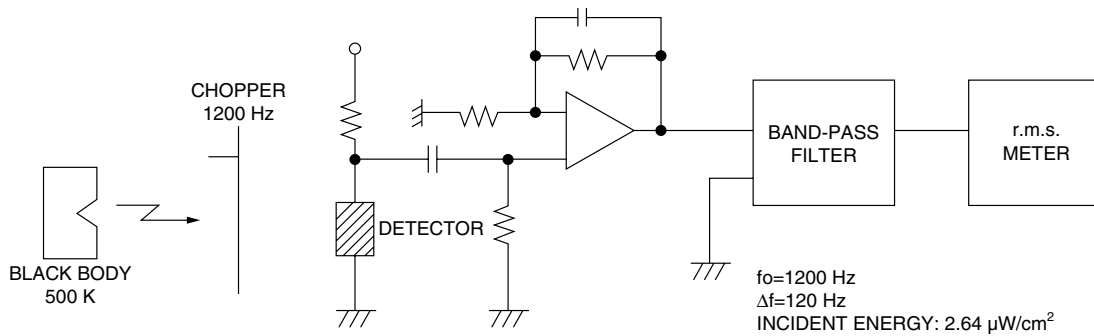 CHOPPER
1200 Hz
BLACK BODY
500 K
DETECTOR
BAND-PASS
FILTER
r.m.s.
METER
fo=1200 Hz
Δf=120 Hz
INCIDENT ENERGY: 2.64 μW/cm²